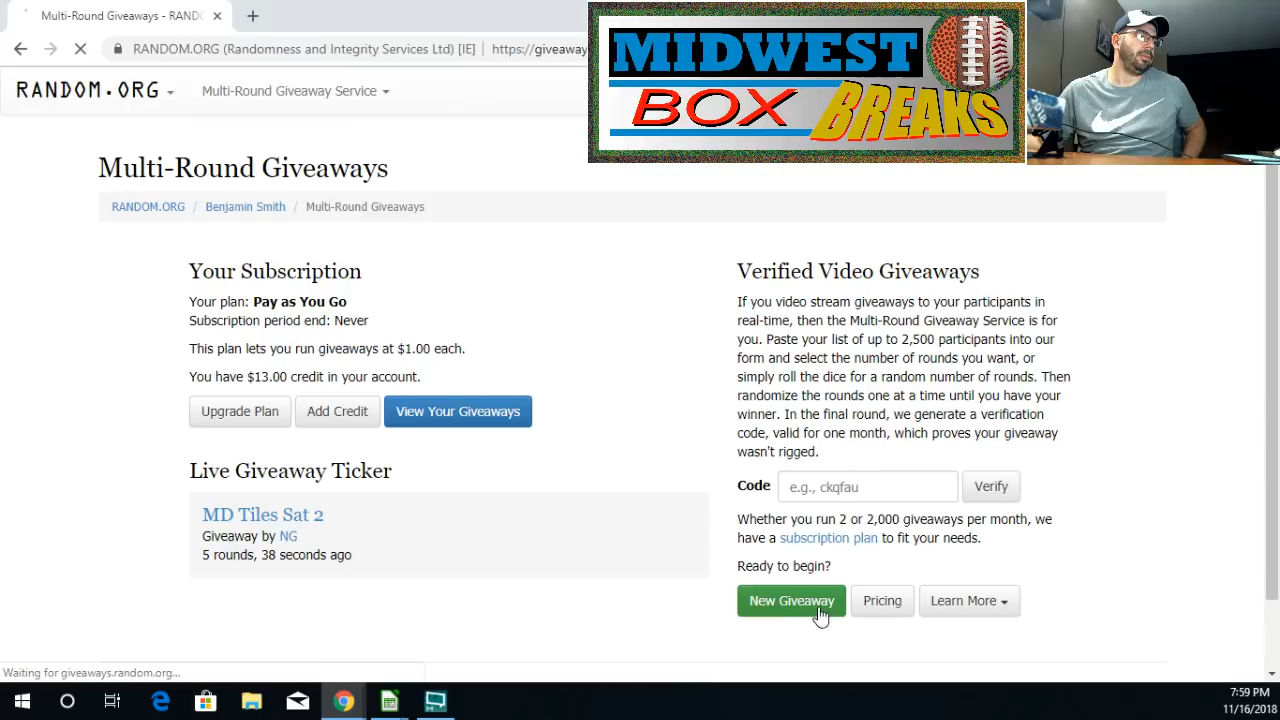 Multi-Round Giveaways - RAND
RANDOM.ORG (Randomness and Integrity Services Ltd) [IE]
https://giveaway
MIDWEST
BOX BREAKS
RANDOM.ORG
Multi-Round Giveaway Service
Multi-Round Giveaways
RANDOM.ORG / Benjamin Smith / Multi-Round Giveaways
Your Subscription
Your plan: Pay as You Go
Subscription period end: Never
This plan lets you run giveaways at $1.00 each.
You have $13.00 credit in your account.
Upgrade Plan
Add Credit
View Your Giveaways
Live Giveaway Ticker
MD Tiles Sat 2
Giveaway by NG
5 rounds, 38 seconds ago
Verified Video Giveaways
If you video stream giveaways to your participants in
real-time, then the Multi-Round Giveaway Service is for
you. Paste your list of up to 2,500 participants into our
form and select the number of rounds you want, or
simply roll the dice for a random number of rounds. Then
randomize the rounds one at a time until you have your
winner. In the final round, we generate a verification
code, valid for one month, which proves your giveaway
wasn't rigged.
Code
e.g., ckqfau
Verify
Whether you run 2 or 2,000 giveaways per month, we
have a subscription plan to fit your needs.
Ready to begin?
New Giveaway
Pricing
Learn More
Waiting for giveaways.random.org...
7:59 PM
11/16/2018